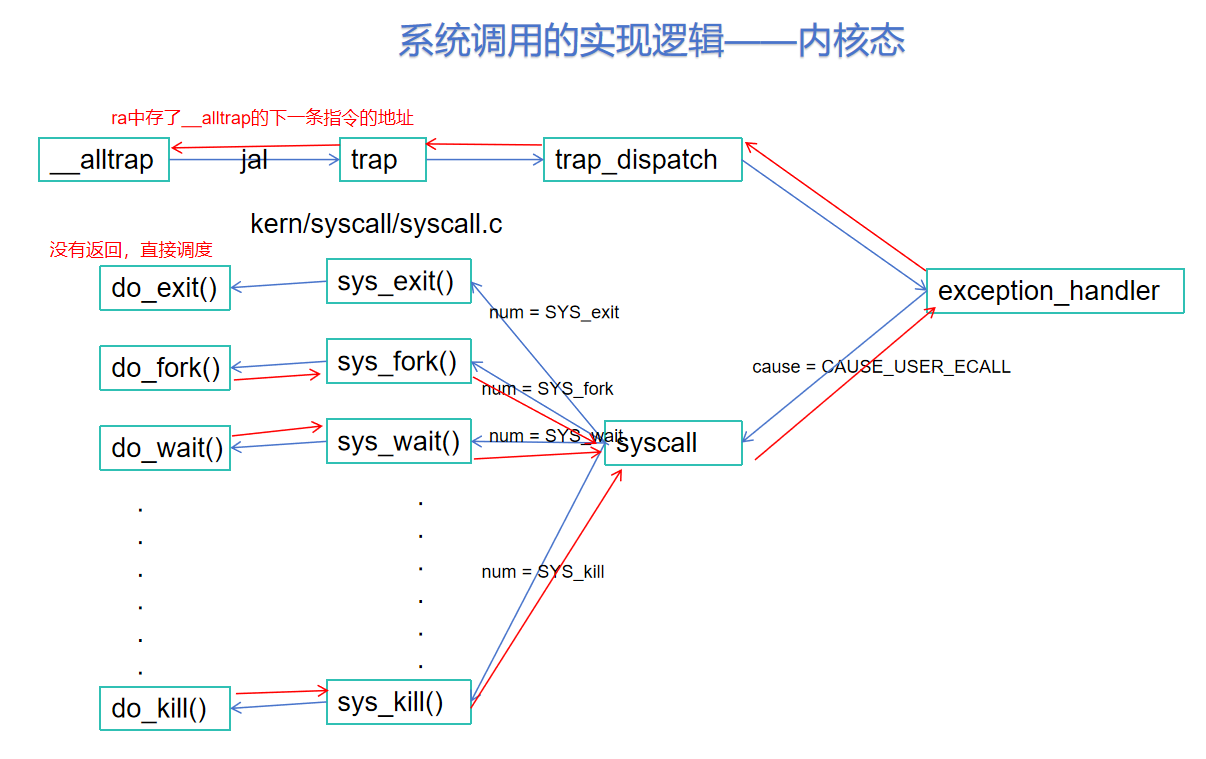 系统调用的实现逻辑——内核态
ra中存了__alltrap的下一条指令的地址
__alltrap
jal
trap
trap_dispatch
kern/syscall/syscall.c
没有返回，直接调度
do_exit()
sys_exit()
num = SYS_exit
exception_handler
do_fork()
sys_fork()
num = SYS_fork
cause = CAUSE_USER_ECALL
do_wait()
sys_wait()
num = SYS_wait
syscall
num = SYS_kill
do_kill()
sys_kill()